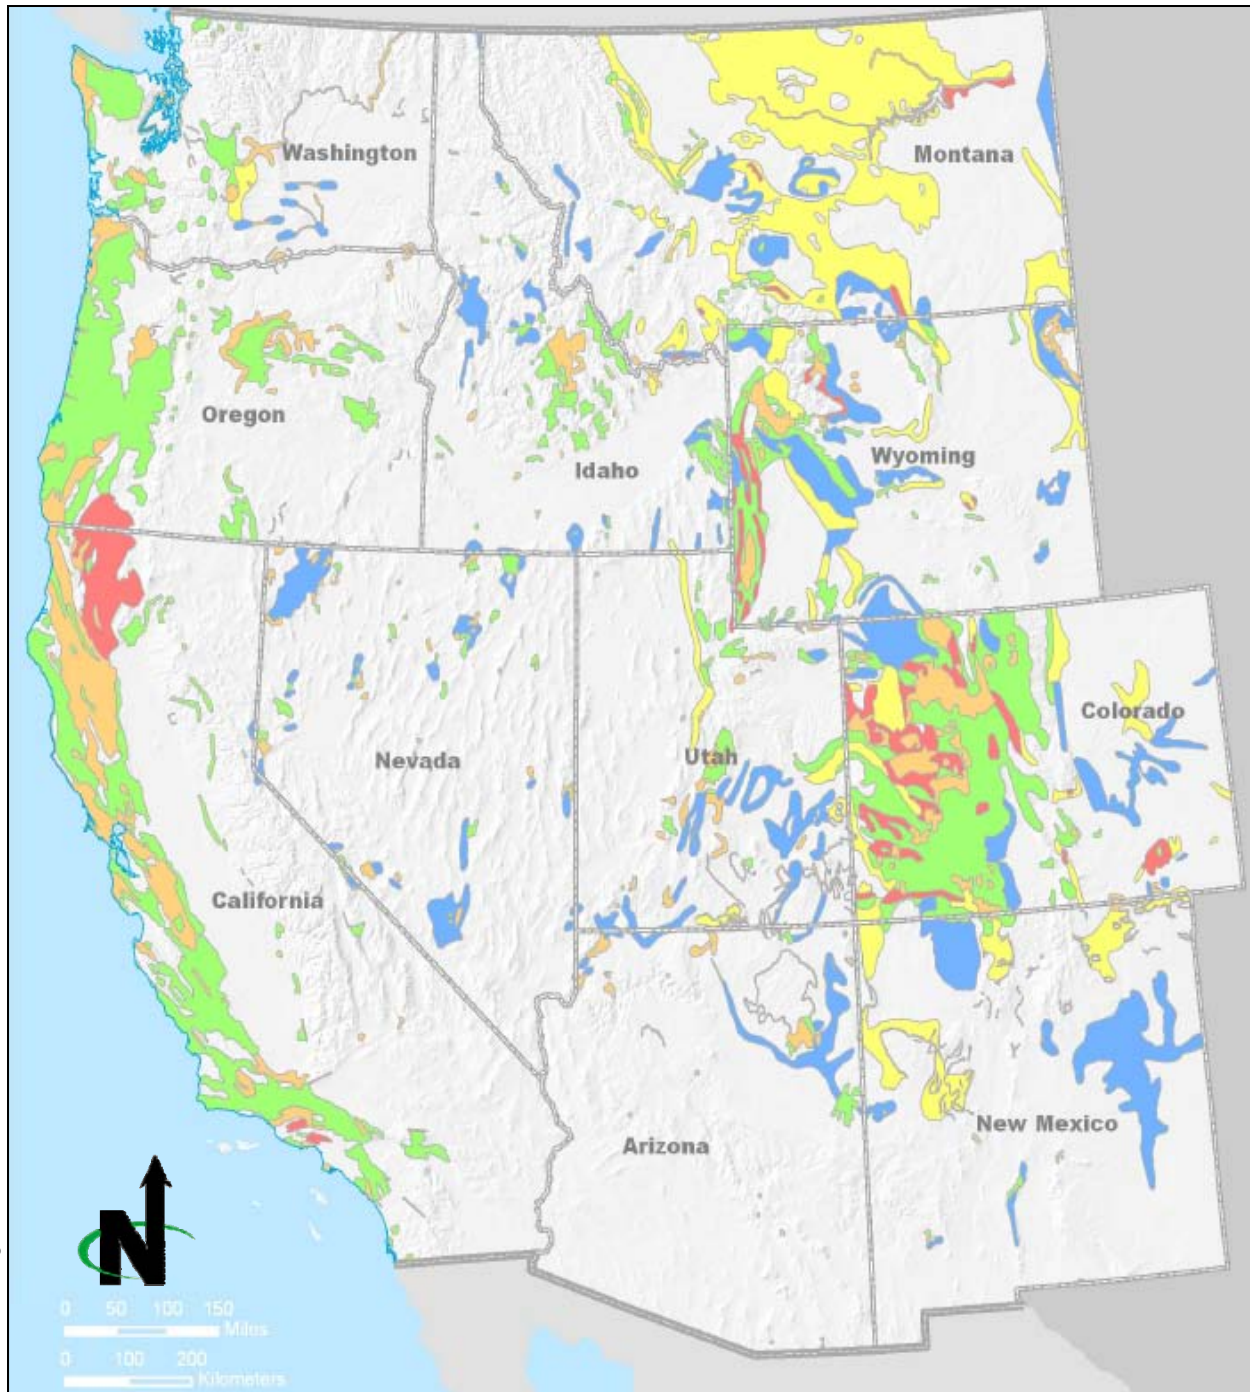 Washington
Montana
Oregon
Idaho
Wyoming
Nevada
Utah
Colorado
California
Arizona
New Mexico
N
0 50 100 150
Miles
0 100 200
Kilometers